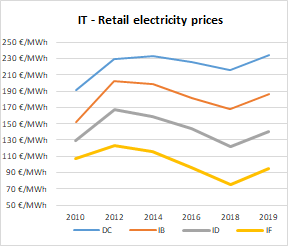 IT - Retail electricity prices
250 €/MWh
230 €/MWh
210 €/MWh
190 €/MWh
170 €/MWh
150 €/MWh
130 €/MWh
110 €/MWh
90 €/MWh
70 €/MWh
50 €/MWh
2010 2012 2014 2016 2018 2019
DC IB ID IF